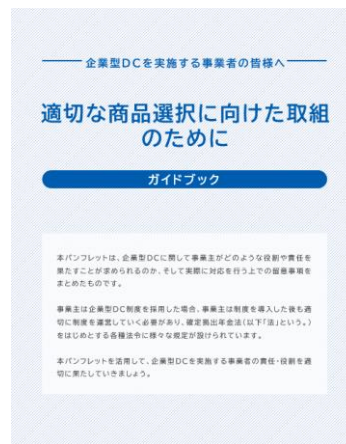 企業型DCを実施する事業者の皆様へ
適切な商品選択に向けた取組
のために
ガイドブック
本パンフレットは、企業型DCに関して事業主がどのような役割や責任を
果たすことが求められるのか、そして実際に対応を行う上での留意事項を
まとめたものです。
事業主は企業型DC制度を採用した場合、事業主は制度を導入した後も適
切に制度を運営していく必要があり、確定拠出年金法(以下「法」という。)
をはじめとする各種法令に様々な規定が設けられています。
本パンフレットを活用して、企業型DCを実施する事業者の責任・役割を適
切に果たしていきましょう。